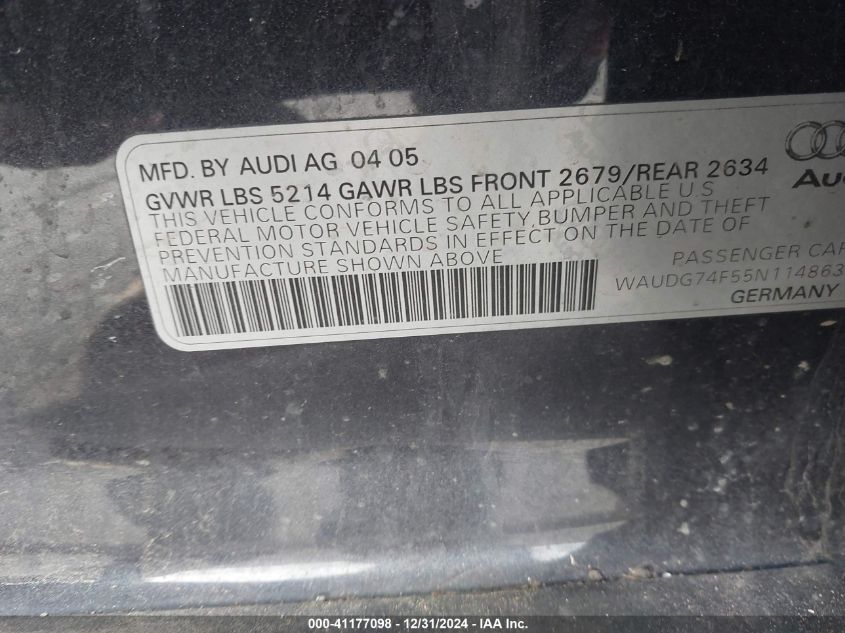 MFD. BY AUDI AG 04 05
GVWR LBS 5214 GAWR LBS FRONT 2679/REAR 2634
THIS VEHICLE CONFORMS TO ALL APPLICABLE U S
FEDERAL MOTOR VEHICLE SAFETY,BUMPER AND THEFT
PREVENTION STANDARDS IN EFFECT ON THE DATE OF
MANUFACTURE SHOWN ABOVE
PASSENGER CAR
WAUDG74F55N114863
GERMANY
000-41177098 - 12/31/2024 - IAA Inc.